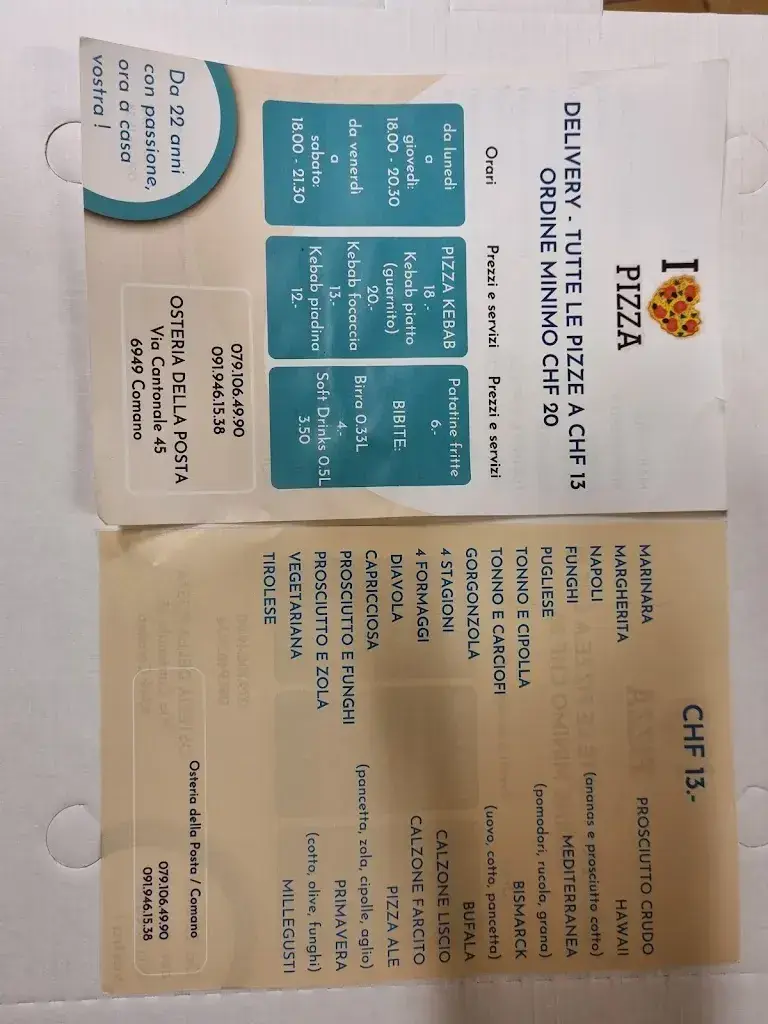 I
PIZZA
DELIVERY - TUTTE LE PIZZE A CHF 13
ORDINE MINIMO CHF 20
Orari
da lunedì
a
giovedì:
18.00 - 20.30
da venerdì
a
sabato:
18.00 - 21.30
Prezzi e servizi
PIZZA KEBAB
18.-
Kebab piatto
(guarnito)
20.-
Kebab focaccia
13.-
Kebab piadina
12.-
Prezzi e servizi
Patatine fritte
6.-
BIBITE:
Birra 0.33L
4.-
Soft Drinks 0.5L
3.50
Da 22 anni
con passione,
ora a casa
vostra !
079.106.49.90
091.946.15.38
OSTERIA DELLA POSTA
Via Cantonale 45
6949 Comano
CHF 13.-
MARINARA
MARGHERITA
NAPOLI
FUNGHI
PUGLIESE
TONNO E CIPOLLA
TONNO E CARCIOFI
GORGONZOLA
4 STAGIONI
4 FORMAGGI
DIAVOLA
CAPRICCIOSA
PROSCIUTTO E FUNGHI
PROSCIUTTO E ZOLA
VEGETARIANA
TIROLESE
PROSCIUTTO CRUDO
HAWAII
(ananas e prosciutto cotto)
MEDITERRANEA
(pomodori, rucola, grana)
BISMARCK
(uovo, cotto, pancetta)
BUFALA
CALZONE LISCIO
CALZONE FARCITO
PIZZA ALE
(pancetta, zola, cipolle, aglio)
PRIMAVERA
(cotto, olive, funghi)
MILLEGUSTI
Osteria della Posta / Comano
079.106.49.90
091.946.15.38